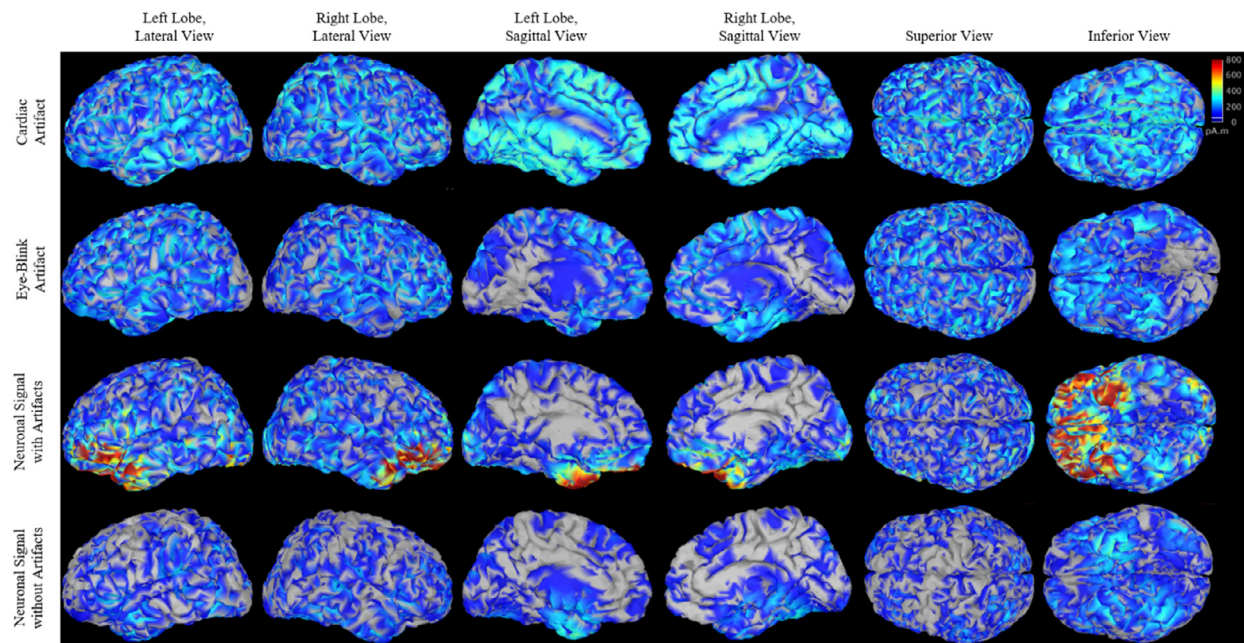 Left Lobe,
Lateral View
Right Lobe,
Lateral View
Left Lobe,
Sagittal View
Right Lobe,
Sagittal View
Superior View
Inferior View
Cardiac
Artifact
800
600
400
200
0
pA.m
Eye-Blink
Artifact
Neuronal Signal
with Artifacts
Neuronal Signal
without Artifacts